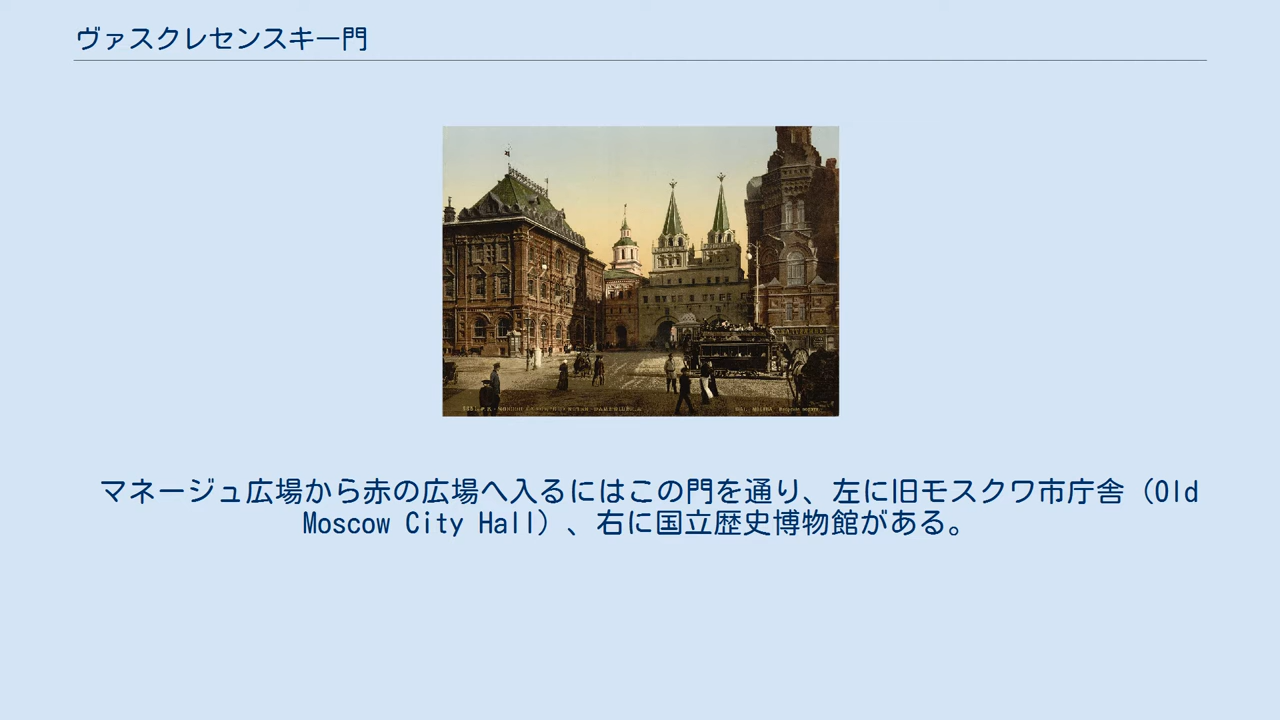 ヴァスクレセンスキー門
マネージュ広場から赤の広場へ入るにはこの門を通り、左に旧モスクワ市庁舎（Old
Moscow City Hall）、右に国立歴史博物館がある。